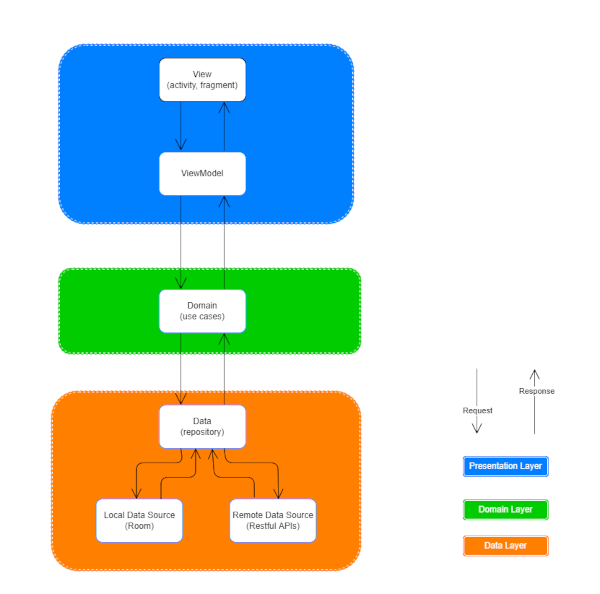 View
(activity, fragment)
ViewModel
Domain
(use cases)
Data
(repository)
Local Data Source
(Room)
Remote Data Source
(Restful APIs)
Response
Request
Presentation Layer
Domain Layer
Data Layer